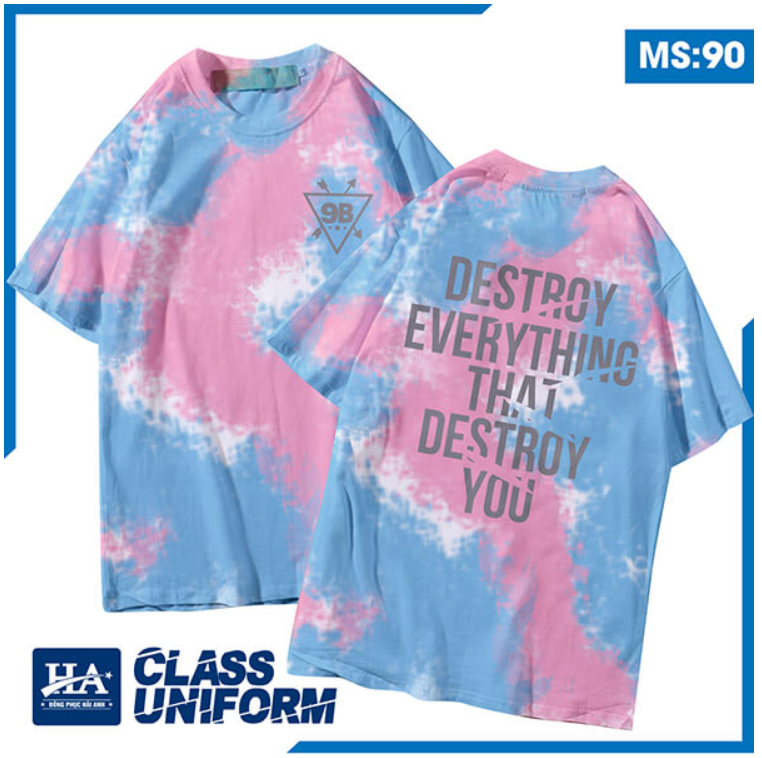 MS:90
9B
DESTROY
EVERYTHING
THAT
DESTROY
YOU
HA
ĐỒNG PHỤC HẢI ANH
CLASS
UNIFORM